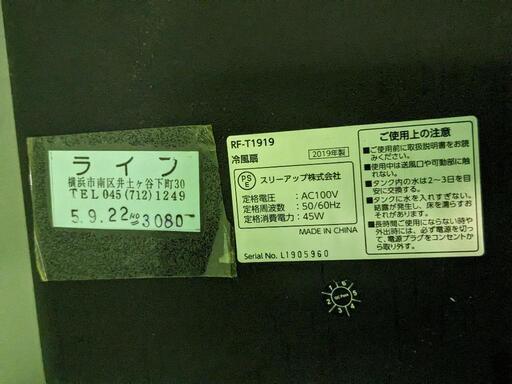 ライン
横浜市南区井土ヶ谷下町30
TEL 045 (712) 1249
5.9.22 NO 3080
RF-T1919
冷風扇
2019年製
PS
E
スリーアップ株式会社
定格電圧：AC100V
定格周波数：50/60Hz
定格消費電力：45W
MADE IN CHINA
Serial No. L1905960
ご使用上の注意
■ご使用前に取扱説明書をお読みください。
■使用中は送風口や可動部に触れない。
■タンク内の水は2～3日を目安に交換する。
■タンクに水を入れすぎない。結露が発生し、床を濡らすおそれがあります。
■長時間ご使用にならない時や外出時には、必ず電源を切って、電源プラグをコンセントから取り外す。